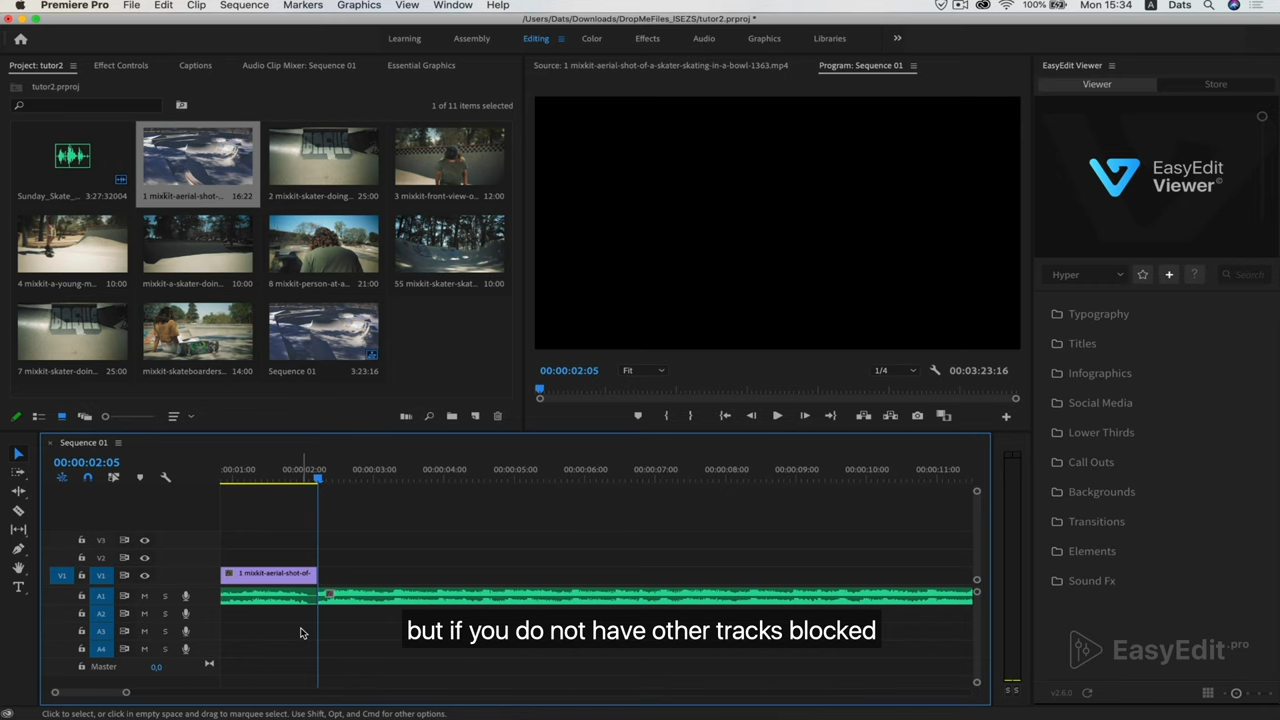 Premiere Pro File Edit Clip Sequence Markers Graphics View Window Help 100% Mon 15:34 A Dats
/Users/Dats/Downloads/DropMeFiles_ISEZS/tutor2.prproj *
Learning Assembly Editing Color Effects Audio Graphics Libraries
Project: tutor2 Effect Controls Captions Audio Clip Mixer: Sequence 01 Essential Graphics
Source: 1 mixkit-aerial-shot-of-a-skater-skating-in-a-bowl-1363.mp4 Program: Sequence 01
EasyEdit Viewer
tutor2.prproj
Viewer Store
1 of 11 items selected
EasyEdit
Viewer
Sunday_Skate_... 3:27:32004 1 mixkit-aerial-shot-... 16:22 2 mixkit-skater-doing... 25:00 3 mixkit-front-view-o... 12:00
4 mixkit-a-young-m... 10:00 mixkit-a-skater-doin... 10:00 8 mixkit-person-at-a... 21:00 55 mixkit-skater-skat... 10:00
7 mixkit-skater-doin... 25:00 mixkit-skateboarders... 14:00 Sequence 01 3:23:16
00:00:02:05 Fit 1/4 00:03:23:16
Hyper ? Search
Typography
Titles
Infographics
Social Media
Lower Thirds
Call Outs
Backgrounds
Transitions
Elements
Sound Fx
Sequence 01
00:00:02:05
:00:01:00 00:00:02:00 00:00:03:00 00:00:04:00 00:00:05:00 00:00:06:00 00:00:07:00 00:00:08:00 00:00:09:00 00:00:10:00 00:00:11:00
V3
V2
V1 V1 1 mixkit-aerial-shot-of-
A1 M S
A2 M S
A3 M S
A4 M S
Master 0,0
S S
but if you do not have other tracks blocked
EasyEdit.pro
v2.6.0
Click to select, or click in empty space and drag to marquee select. Use Shift, Opt, and Cmd for other options.